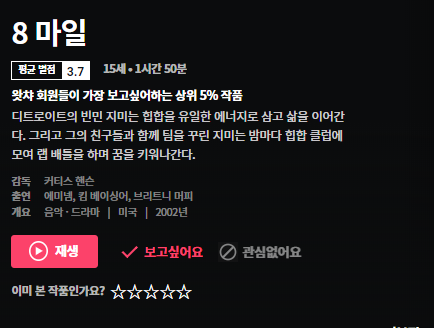 8 마일
평균 별점 3.7 15세 • 1시간 50분
왓챠 회원들이 가장 보고싶어하는 상위 5% 작품
디트로이트의 빈민 지미는 힙합을 유일한 에너지로 삼고 삶을 이어간
다. 그리고 그의 친구들과 함께 팀을 꾸린 지미는 밤마다 힙합 클럽에
모여 랩 배틀을 하며 꿈을 키워나간다.
감독 커티스 핸슨
출연 에미넴, 킴 베이싱어, 브리트니 머피
개요 음악 · 드라마 | 미국 | 2002년
재생 보고싶어요 관심없어요
이미 본 작품인가요? ☆☆☆☆☆